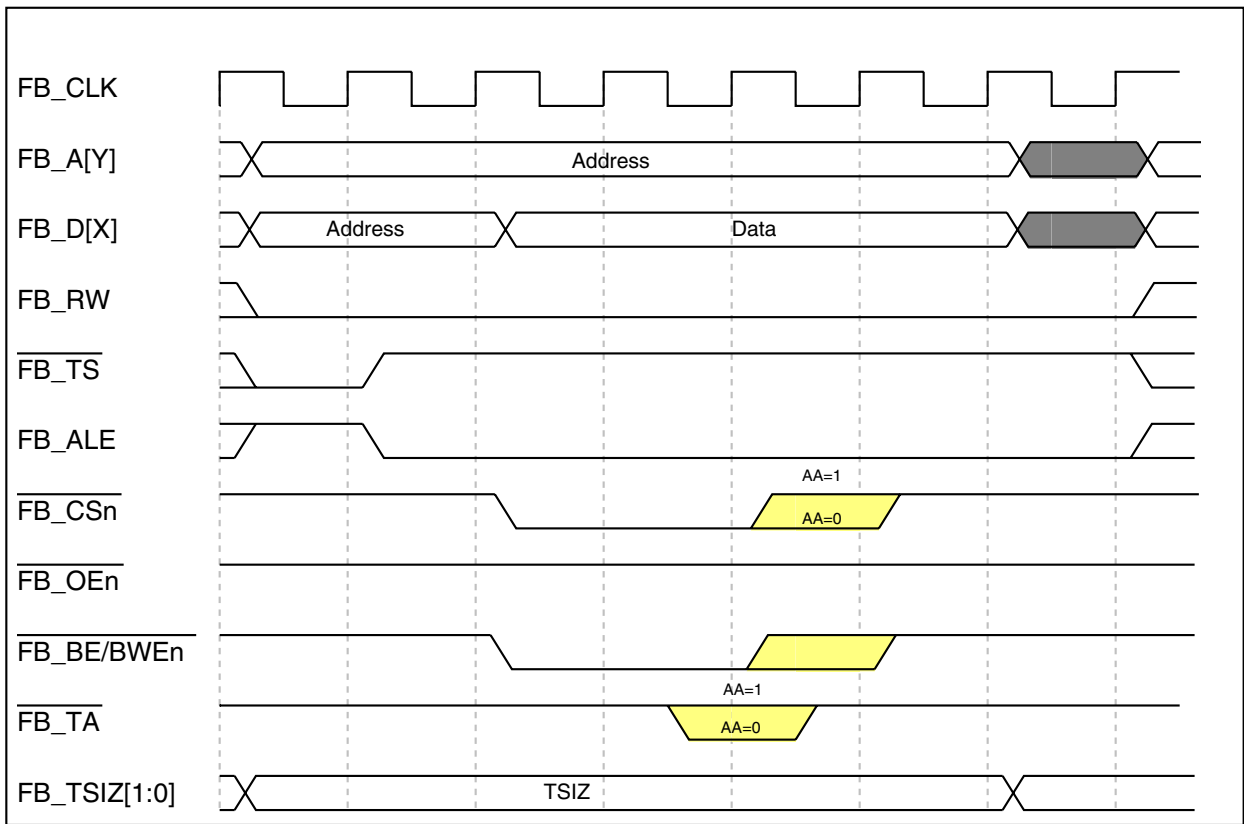 FB_CLK
FB_A[Y]
Address
FB_D[X]
Address
Data
FB_RW
FB_TS
FB_ALE
AA=1
FB_CSn
AA=0
FB_OEn
FB_BE/BWEn
AA=1
FB_TA
AA=0
FB_TSIZ[1:0]
TSIZ